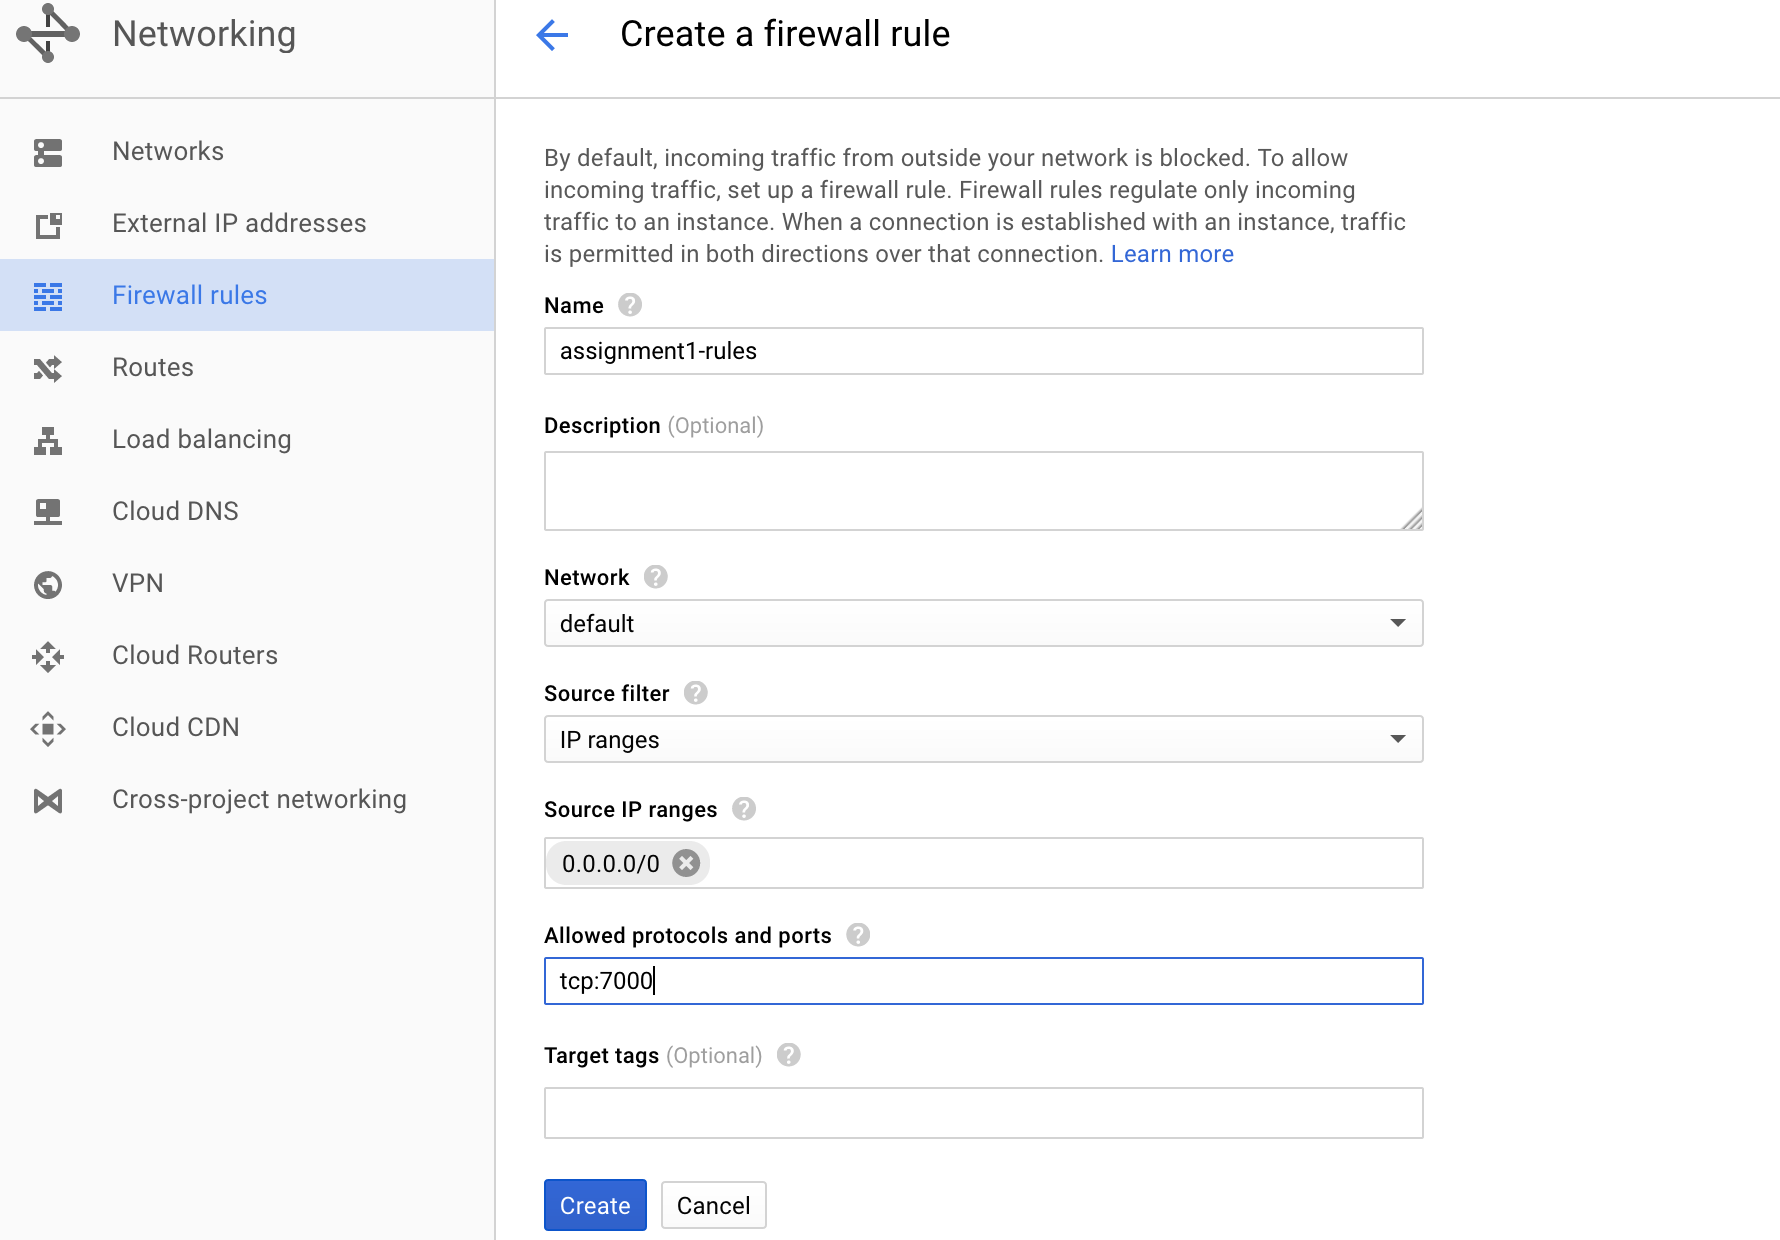 Networking
Networks
External IP addresses
Firewall rules
Routes
Load balancing
Cloud DNS
VPN
Cloud Routers
Cloud CDN
Cross-project networking
Create a firewall rule
By default, incoming traffic from outside your network is blocked. To allow
incoming traffic, set up a firewall rule. Firewall rules regulate only incoming
traffic to an instance. When a connection is established with an instance, traffic
is permitted in both directions over that connection. Learn more
Name ?
assignment1-rules
Description (Optional)
Network ?
default
Source filter ?
IP ranges
Source IP ranges ?
0.0.0.0/0
Allowed protocols and ports ?
tcp:7000
Target tags (Optional) ?
Create Cancel